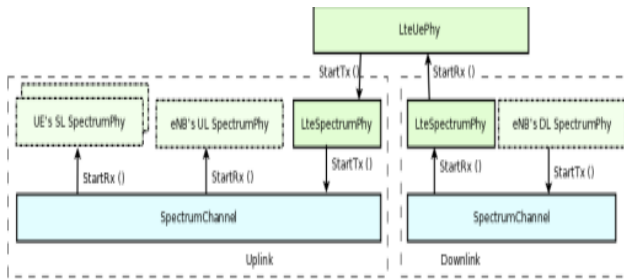 LteUePhy
StartTx ()
StartRx ()
UE's SL SpectrumPhy
eNB's UL SpectrumPhy
LteSpectrumPhy
LteSpectrumPhy
eNB's DL SpectrumPhy
StartRx ()
StartRx ()
StartTx ()
StartRx ()
StartTx ()
SpectrumChannel
SpectrumChannel
Uplink
Downlink